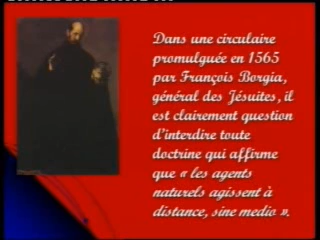 Dans une circulaire
promulguée en 1565
par François Borgia,
général des Jésuites, il
est clairement question
d'interdire toute
doctrine qui affirme
que « les agents
naturels agissent à
distance, sine medio ».